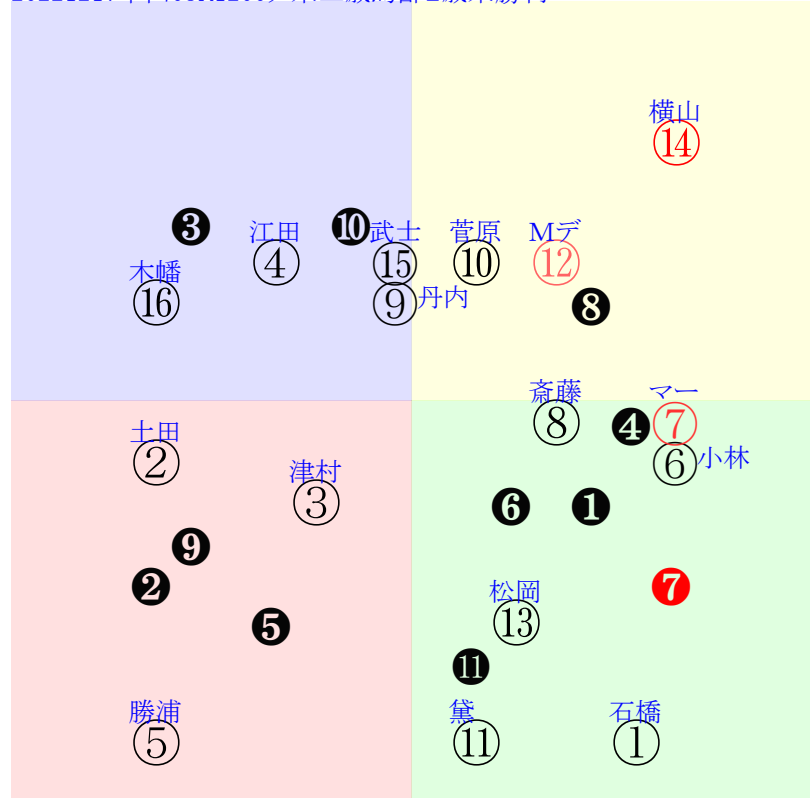 横山
⑭
❸ 江田 ❿ 武士 菅原 Mデ
④ ⑮ ⑩ ⑫
木幡
⑯ ⑨ 丹内 ❽
斎藤 マー
⑧ ❹ ⑦
土田
② ⑥ 小林
津村
③ ❻ ❶
❾
❷ ❼
松岡
❺ ⑬
⓫
勝浦 黛 石橋
⑤ ⑪ ①